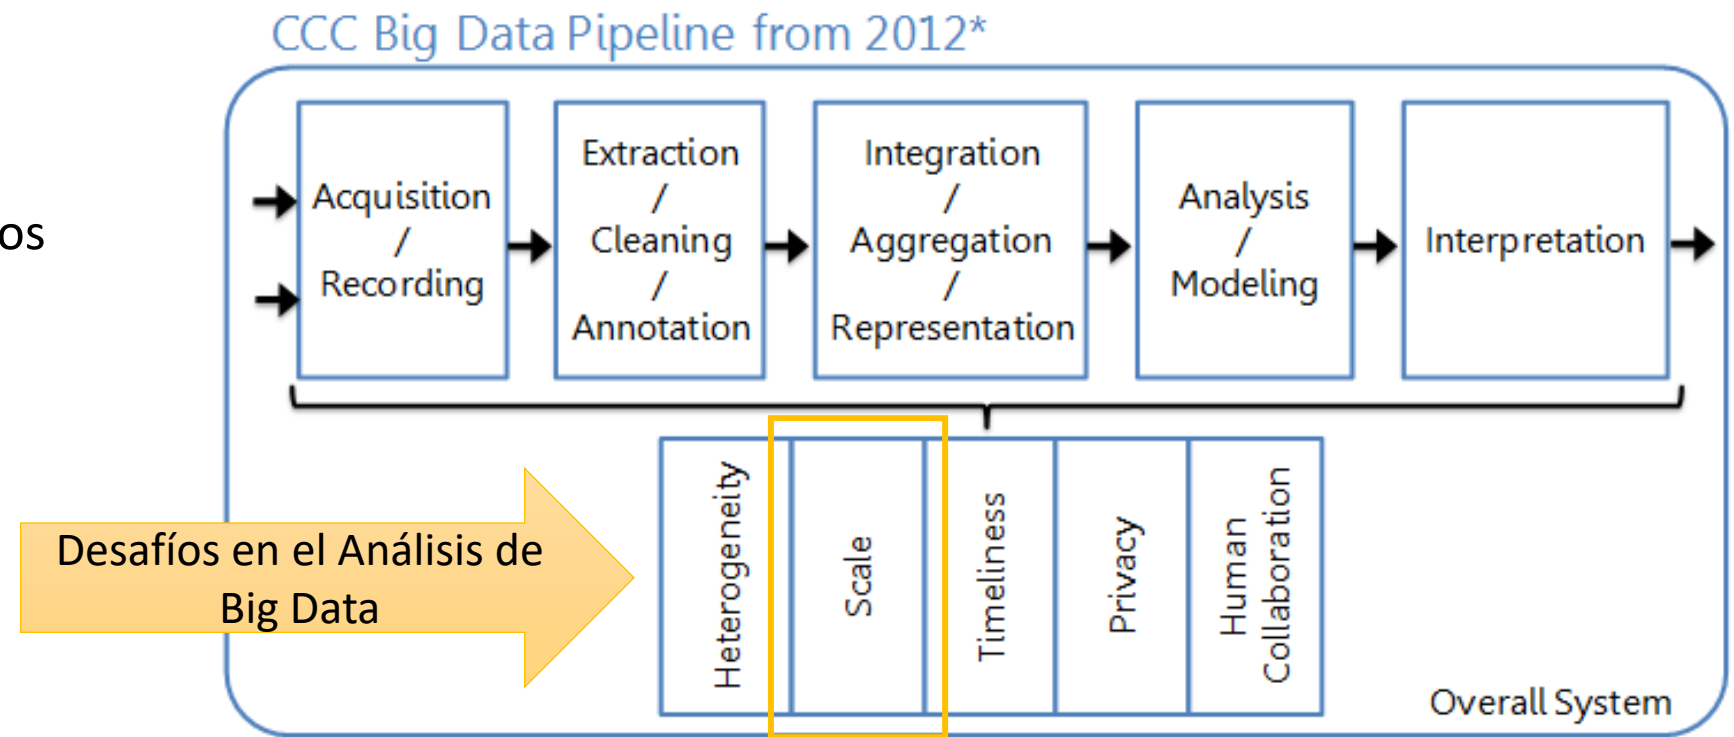 CCC Big Data Pipeline from 2012*
Acquisition
/
Recording
Extraction
/
Cleaning
/
Annotation
Integration
/
Aggregation
/
Representation
Analysis
/
Modeling
Interpretation
os
Heterogeneity
Scale
Timeliness
Privacy
Human
Collaboration
Desafíos en el Análisis de
Big Data
Overall System